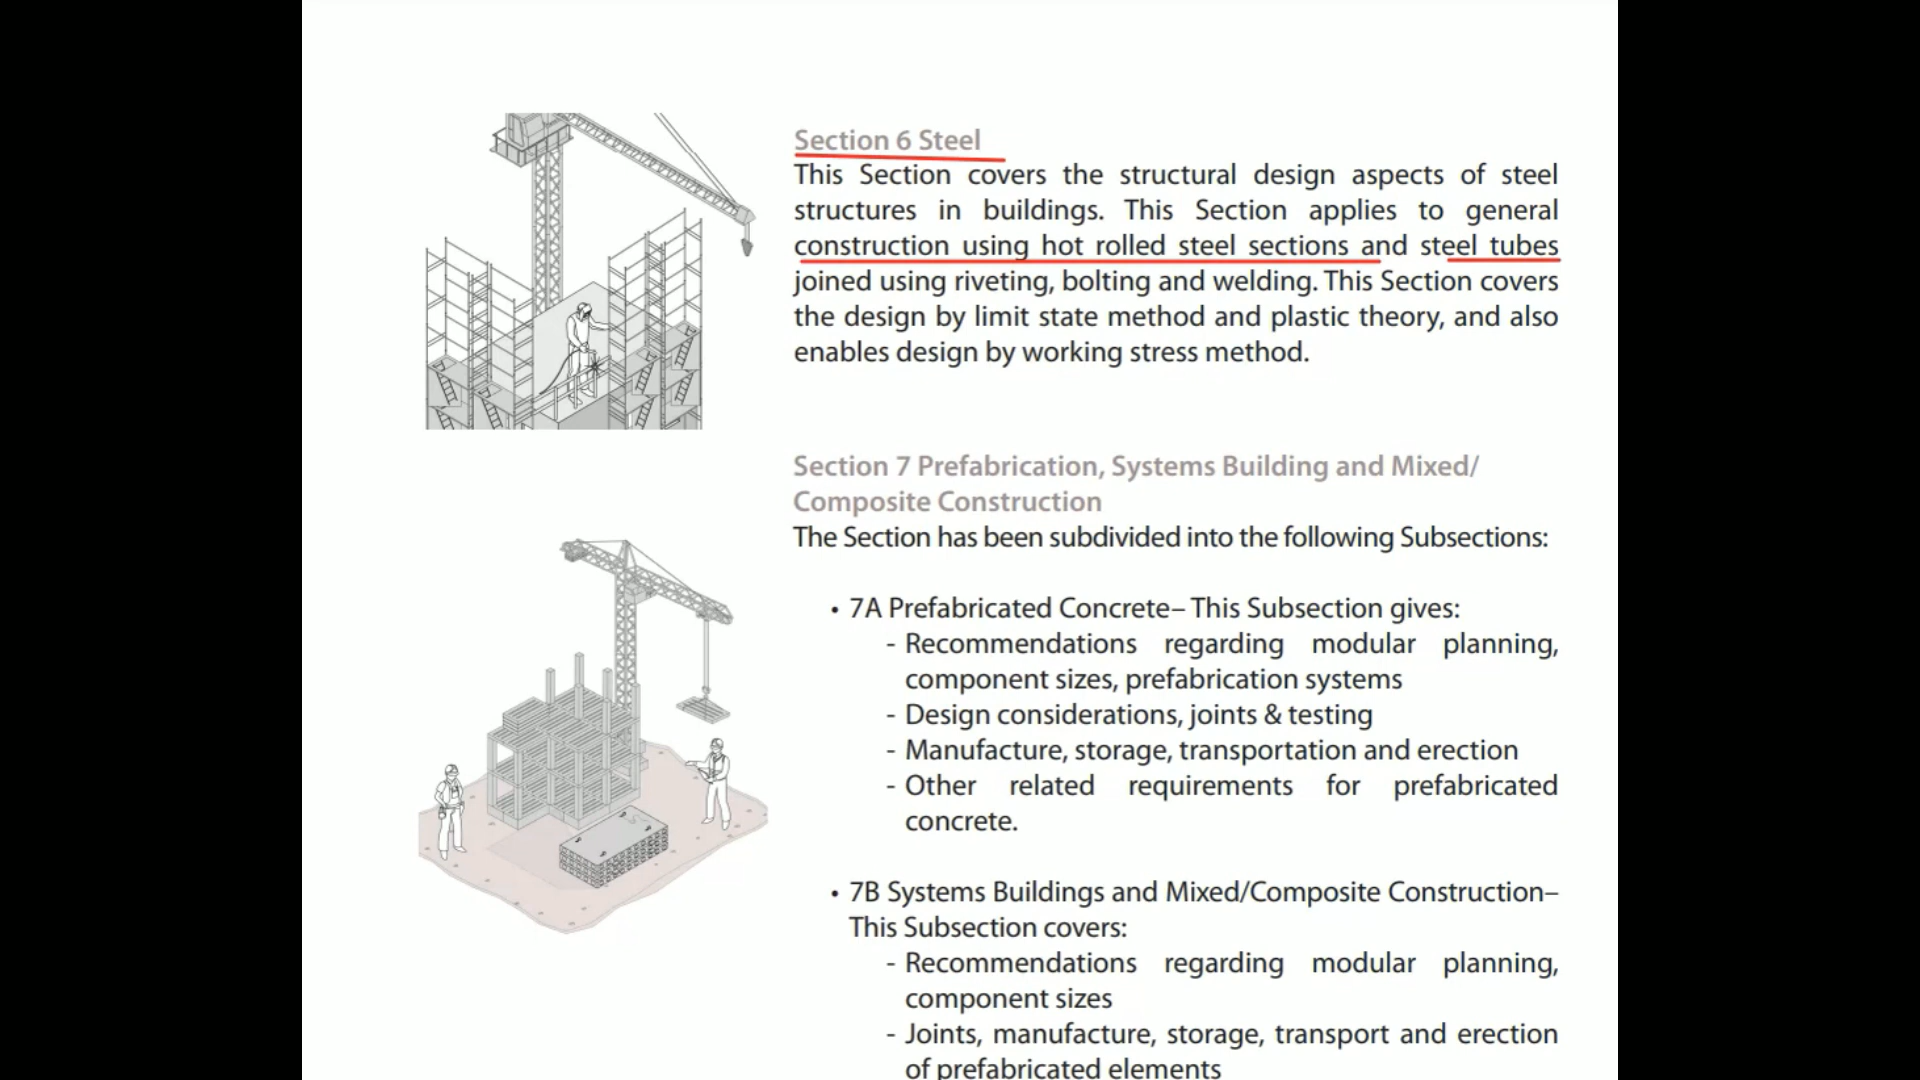 Section 6 Steel
This Section covers the structural design aspects of steel
structures in buildings. This Section applies to general
construction using hot rolled steel sections and steel tubes
joined using riveting, bolting and welding. This Section covers
the design by limit state method and plastic theory, and also
enables design by working stress method.
Section 7 Prefabrication, Systems Building and Mixed/
Composite Construction
The Section has been subdivided into the following Subsections:
• 7A Prefabricated Concrete– This Subsection gives:
- Recommendations regarding modular planning,
component sizes, prefabrication systems
- Design considerations, joints & testing
- Manufacture, storage, transportation and erection
- Other related requirements for prefabricated
concrete.
• 7B Systems Buildings and Mixed/Composite Construction–
This Subsection covers:
- Recommendations regarding modular planning,
component sizes
- Joints, manufacture, storage, transport and erection
of prefabricated elements